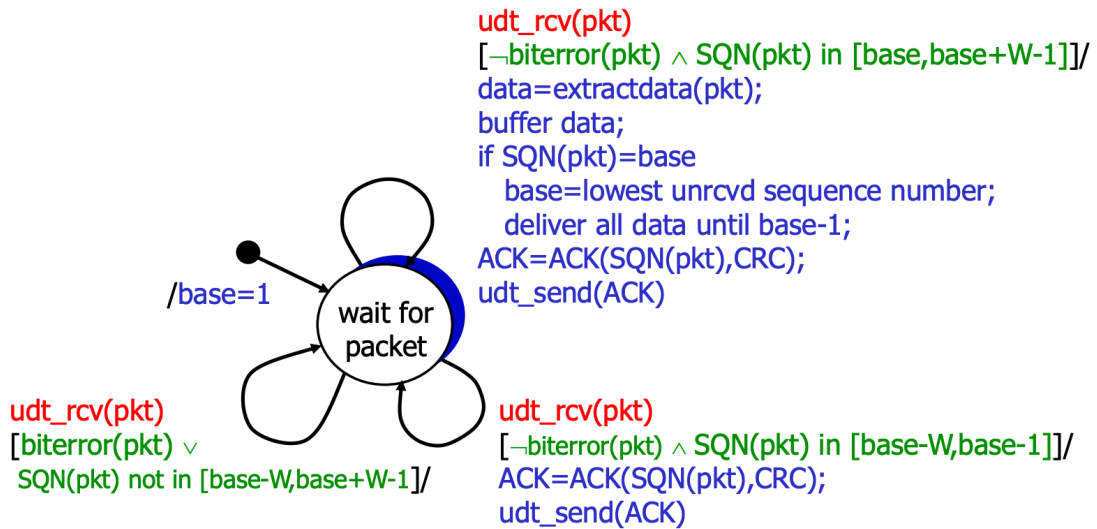 udt_rcv(pkt)
[¬biterror(pkt) ∧ SQN(pkt) in [base,base+W-1]]/
data=extractdata(pkt);
buffer data;
if SQN(pkt)=base
base=lowest unrcvd sequence number;
deliver all data until base-1;
ACK=ACK(SQN(pkt),CRC);
udt_send(ACK)
/base=1
wait for
packet
udt_rcv(pkt)
[biterror(pkt) ∨
SQN(pkt) not in [base-W,base+W-1]/
udt_rcv(pkt)
[¬biterror(pkt) ∧ SQN(pkt) in [base-W,base-1]]/
ACK=ACK(SQN(pkt),CRC);
udt_send(ACK)